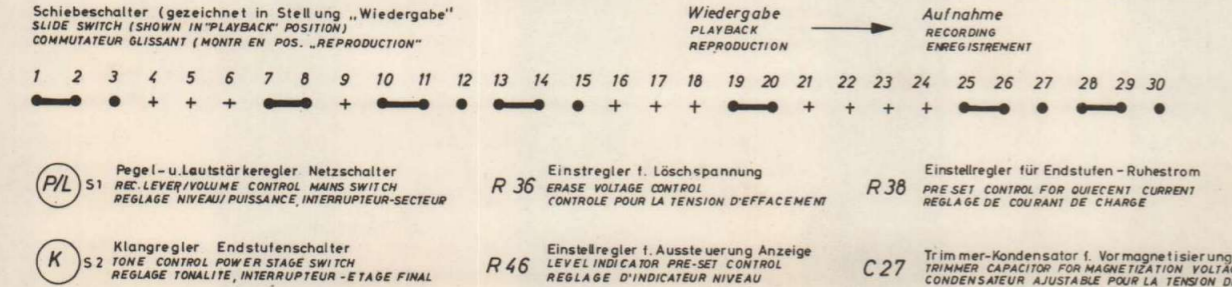 Schiebeschalter (gezeichnet in Stellung „Wiedergabe"
SLIDE SWITCH (SHOWN IN "PLAYBACK" POSITION)
COMMUTATEUR GLISSANT (MONTR EN POS. „REPRODUCTION"
Wiedergabe
PLAYBACK
REPRODUCTION
Aufnahme
RECORDING
ENREGISTREMENT
1 2 3 4 5 6 7 8 9 10 11 12 13 14 15 16 17 18 19 20 21 22 23 24 25 26 27 28 29 30
P/L S1 Pegel-u.Lautstärkeregler Netzschalter
REC. LEVER/VOLUME CONTROL MAINS SWITCH
REGLAGE NIVEAU/PUISSANCE, INTERRUPTEUR-SECTEUR
R 36 Einstregler f. Löschspannung
ERASE VOLTAGE CONTROL
CONTROLE POUR LA TENSION D'EFFACEMENT
R 38 Einstellregler für Endstufen-Ruhestrom
PRE SET CONTROL FOR QUIECENT CURRENT
REGLAGE DE COURANT DE CHARGE
K S2 Klangregler Endstufenschalter
TONE CONTROL POWER STAGE SWITCH
REGLAGE TONALITE, INTERRUPTEUR-ETAGE FINAL
R 46 Einstellregler f. Aussteuerung Anzeige
LEVEL INDICATOR PRE-SET CONTROL
REGLAGE D'INDICATEUR NIVEAU
C 27 Trimmer-Kondensator f. Vormagnetisierung
TRIMMER CAPACITOR FOR MAGNETIZATION VOLTA
CONDENSATEUR AJUSTABLE POUR LA TENSION D